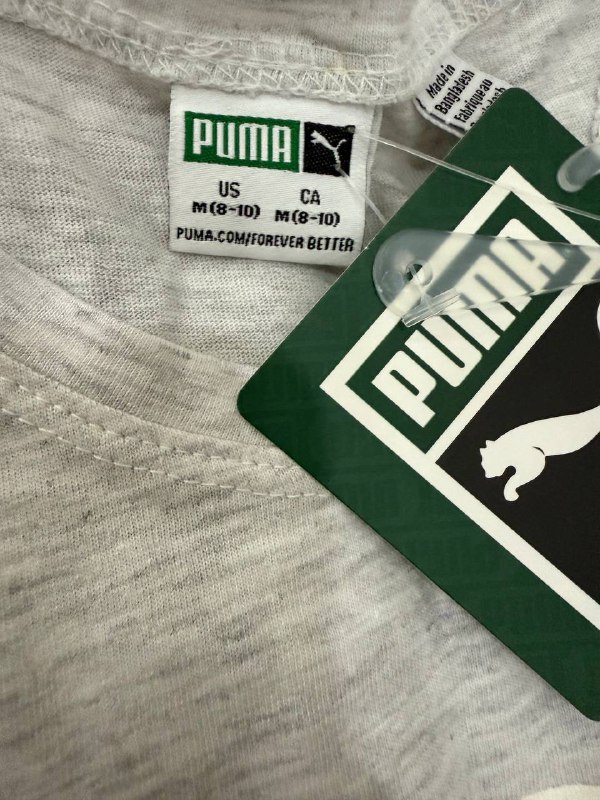 PUMA
US CA
M(8-10) M(8-10)
PUMA.COM/FOREVER BETTER
Made in
Bangladesh
Fabriqué au
PUMA